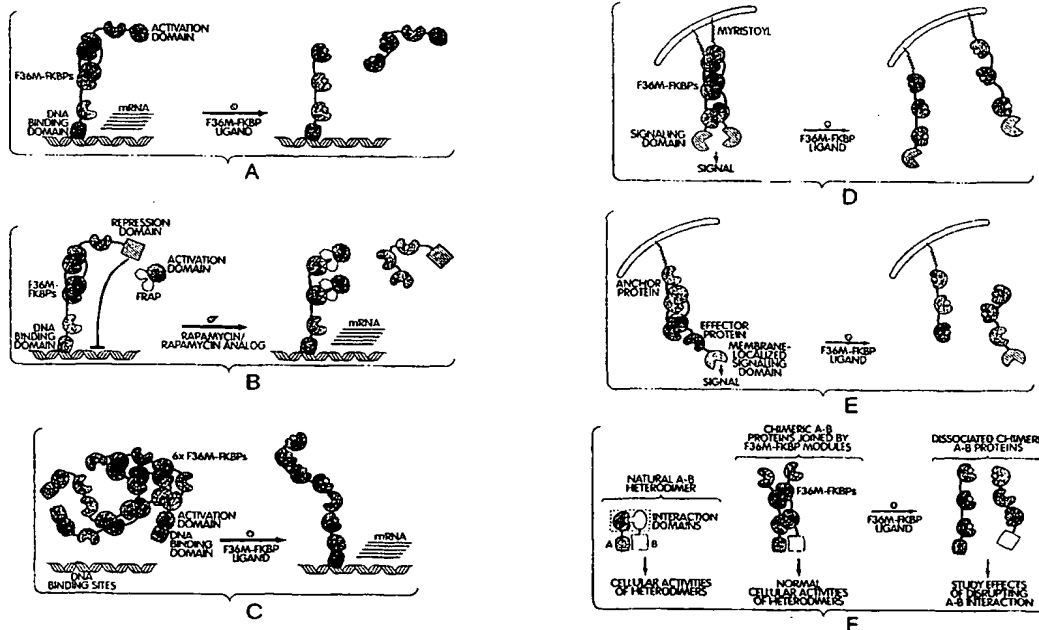 ACTIVATION
DOMAIN
F36M-FKBPs
DNA
BINDING
DOMAIN
mRNA
F36M-FKBP
LIGAND
A
REPRESSION
DOMAIN
ACTIVATION
DOMAIN
F36M-
FKBPs
FRAP
DNA
BINDING
DOMAIN
RAPAMYCIN/
RAPAMYCIN ANALOG
mRNA
B
6x F36M-FKBPs
ACTIVATION
DOMAIN
DNA
BINDING
DOMAIN
F36M-FKBP
LIGAND
mRNA
DNA
BINDING SITES
C
MYRISTOYL
F36M-FKBPs
SIGNALING
DOMAIN
SIGNAL
F36M-FKBP
LIGAND
D
ANCHOR
PROTEIN
EFFECTOR
PROTEIN
MEMBRANE-
LOCALIZED
SIGNALING
DOMAIN
SIGNAL
F36M-FKBP
LIGAND
E
NATURAL A-B
HETERODIMER
INTERACTION
DOMAINS
A
B
CELLULAR ACTIVITIES
OF HETERODIMERS
CHIMERIC A-B
PROTEINS JOINED BY
F36M-FKBP MODULES
F36M-FKBPs
NORMAL
CELLULAR ACTIVITIES
OF HETERODIMERS
F36M-FKBP
LIGAND
DISSOCIATED CHIMERIC
A-B PROTEINS
STUDY EFFECTS
OF DISRUPTING
A-B INTERACTION
F